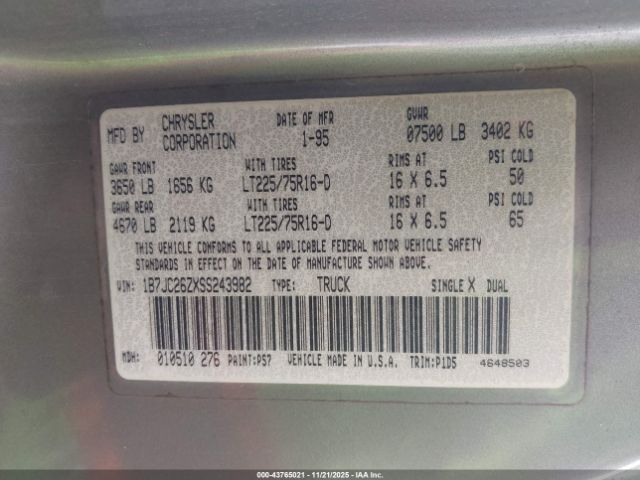 MFD BY CHRYSLER CORPORATION DATE OF MFR 1-95 GVWR 07500 LB 3402 KG
GAWR FRONT WITH TIRES RIMS AT PSI COLD
3650 LB 1656 KG LT225/75R16-D 16 X 6.5 50
GAWR REAR WITH TIRES RIMS AT PSI COLD
4670 LB 2119 KG LT225/75R16-D 16 X 6.5 65
THIS VEHICLE CONFORMS TO ALL APPLICABLE FEDERAL MOTOR VEHICLE SAFETY
STANDARDS IN EFFECT ON THE DATE OF MANUFACTURE SHOWN ABOVE.
VIN: 1B7JC26ZXSS243982 TYPE: TRUCK SINGLE X DUAL
MDH: 010510 276 PAINT:PS7 VEHICLE MADE IN U.S.A. TRIM:P1D5 4648503
000-43765021 - 11/21/2025 - IAA, Inc.